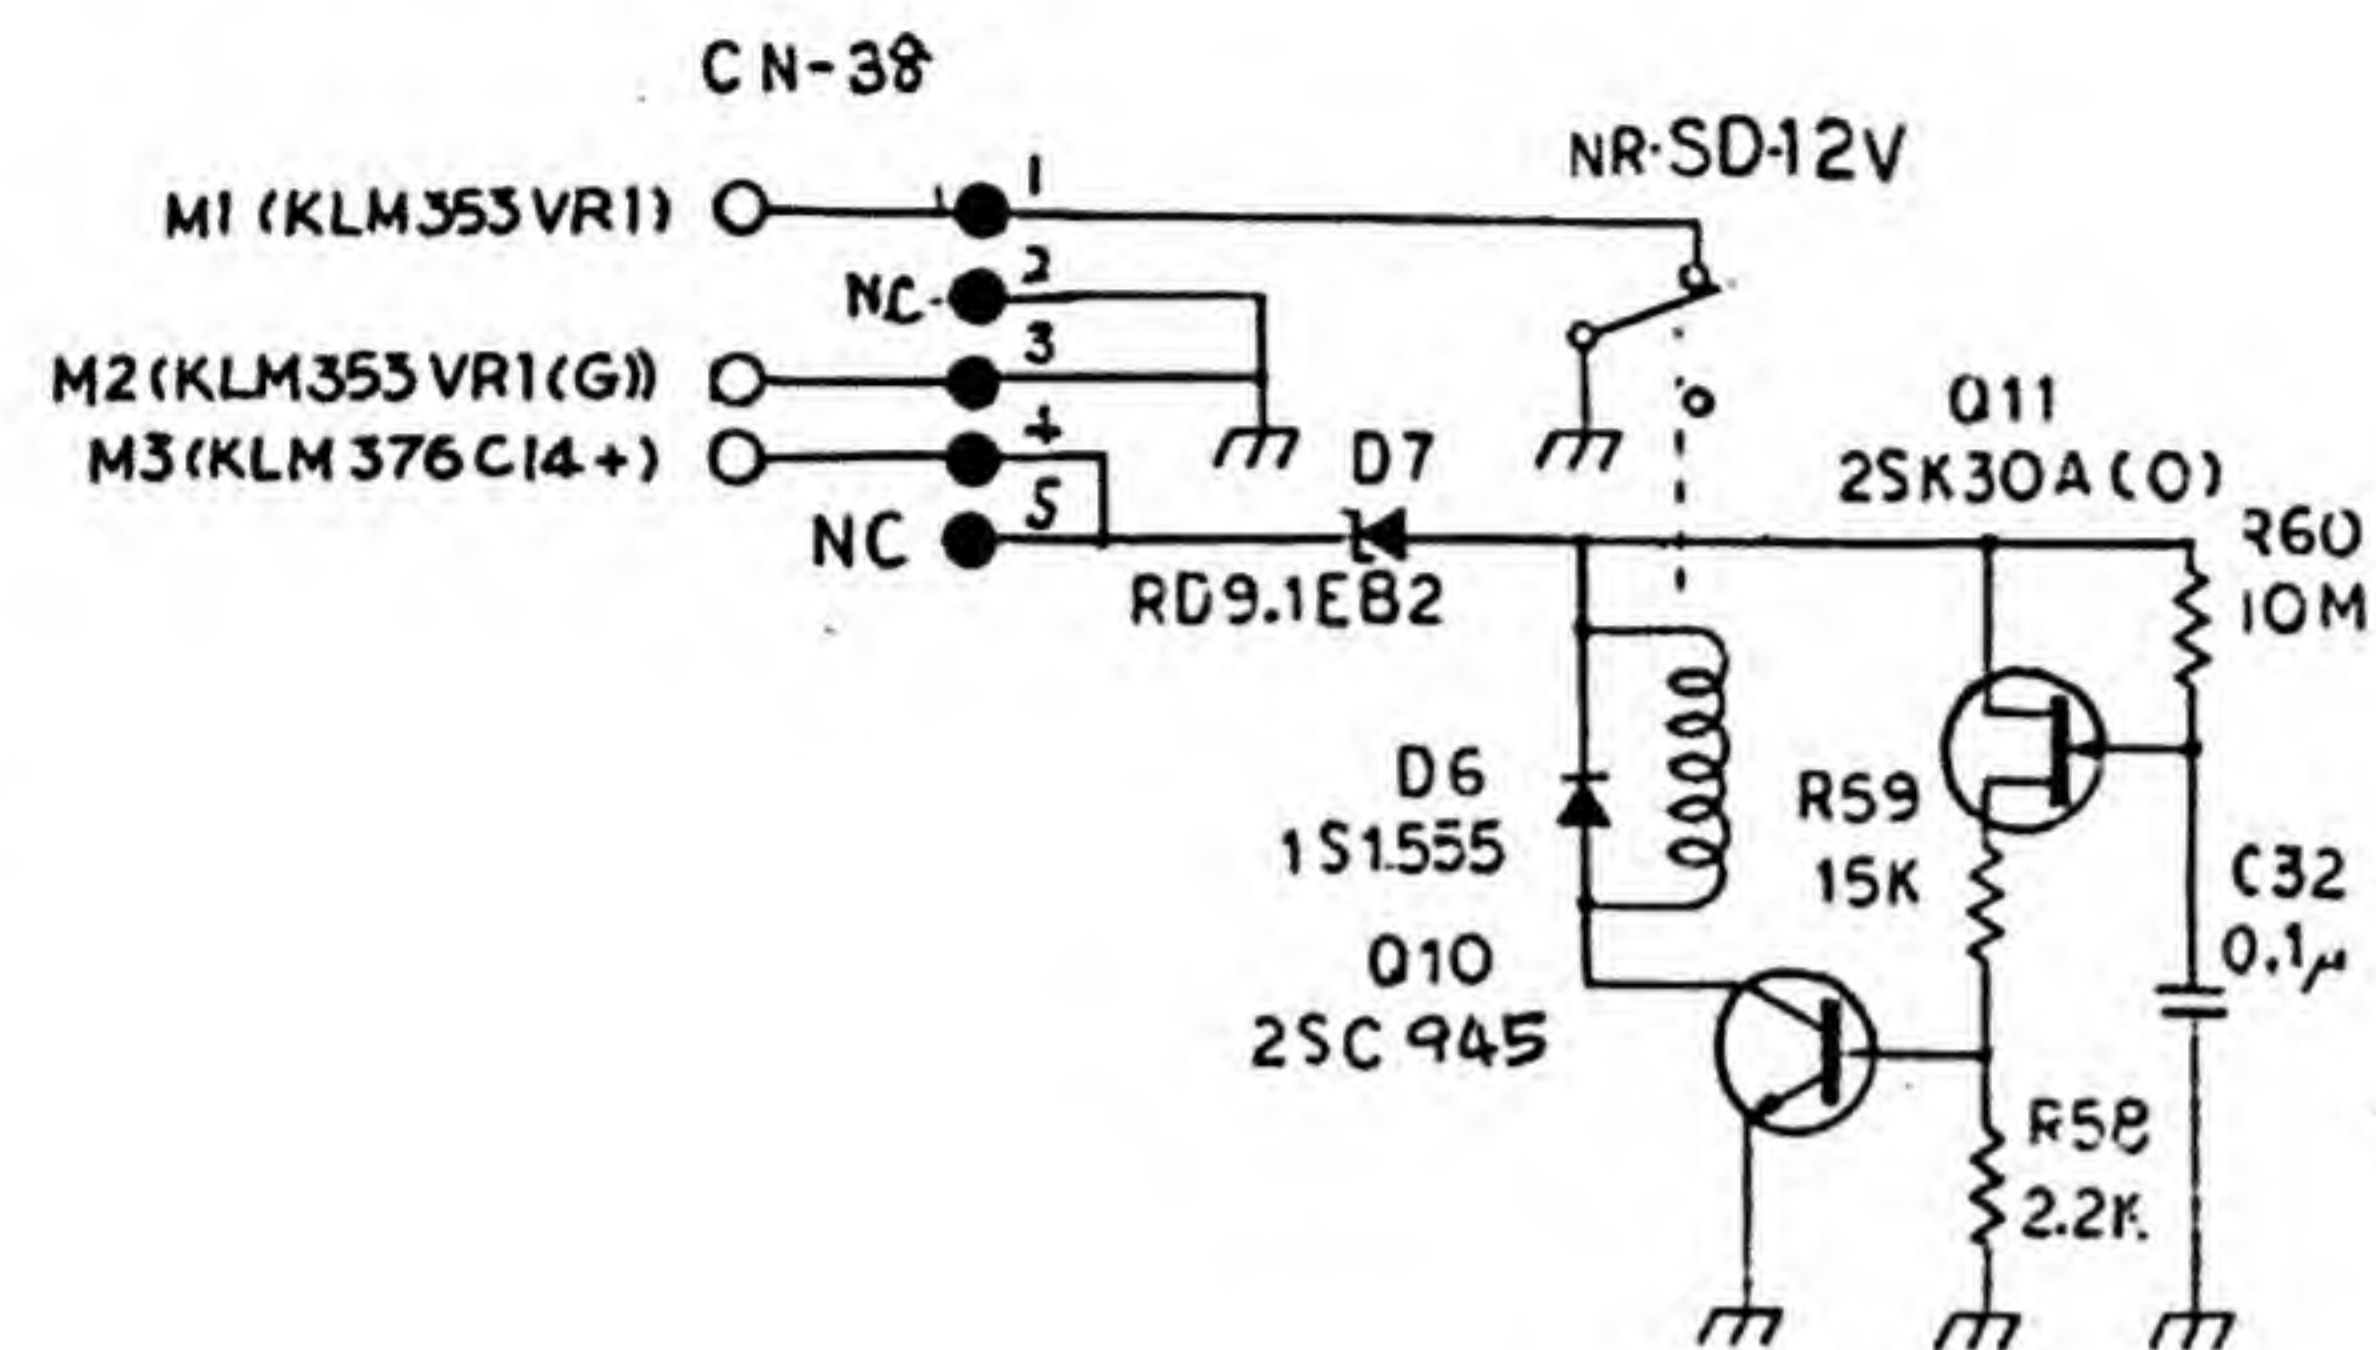 CN-38
NR·SD-12V
M1 (KLM353VR1)
1
NC
2
M2(KLM353VR1(G))
3
M3(KLM376C14+)
4
NC
5
D7
RD9.1EB2
Q11
2SK30A(O)
R60
10M
D6
1S1555
R59
15K
C32
0.1μ
Q10
2SC945
R58
2.2K